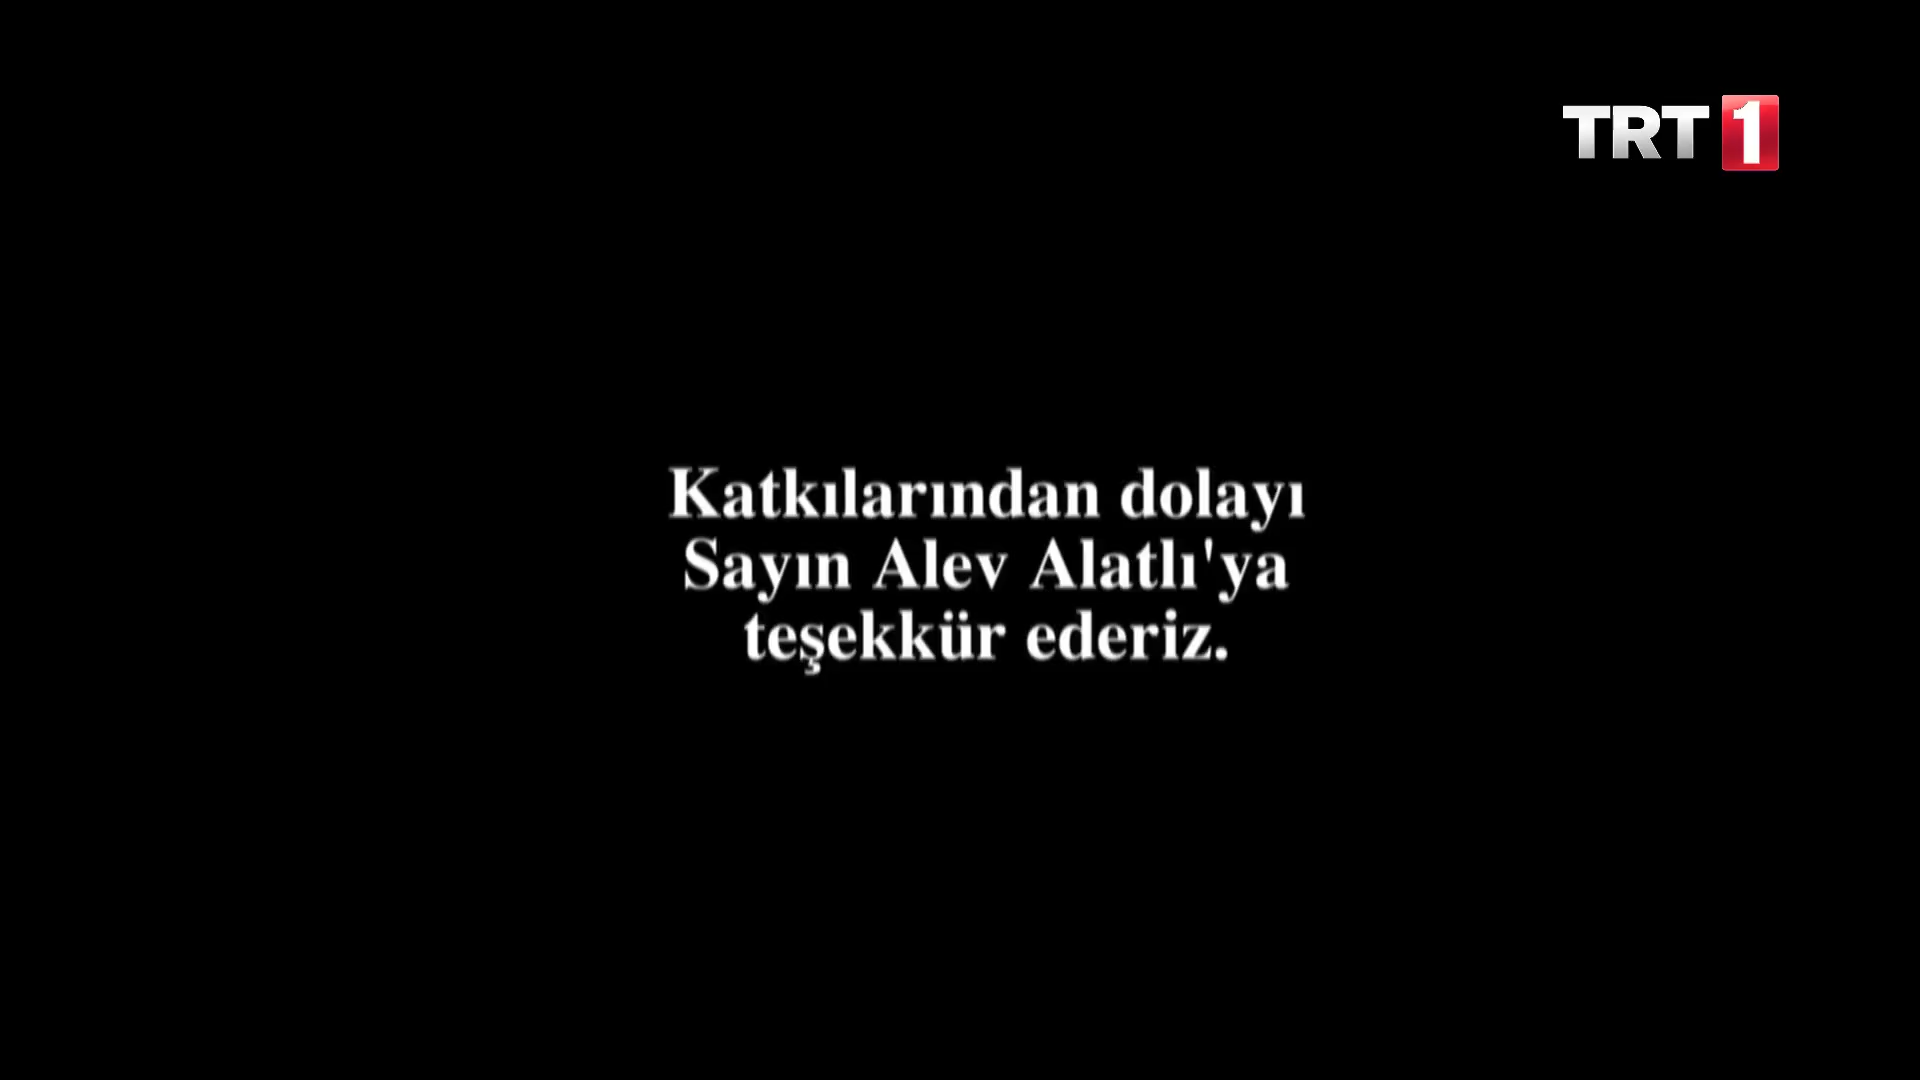 TRT 1
Katkılarından dolayı
Sayın Alev Alatlı'ya
teşekkür ederiz.